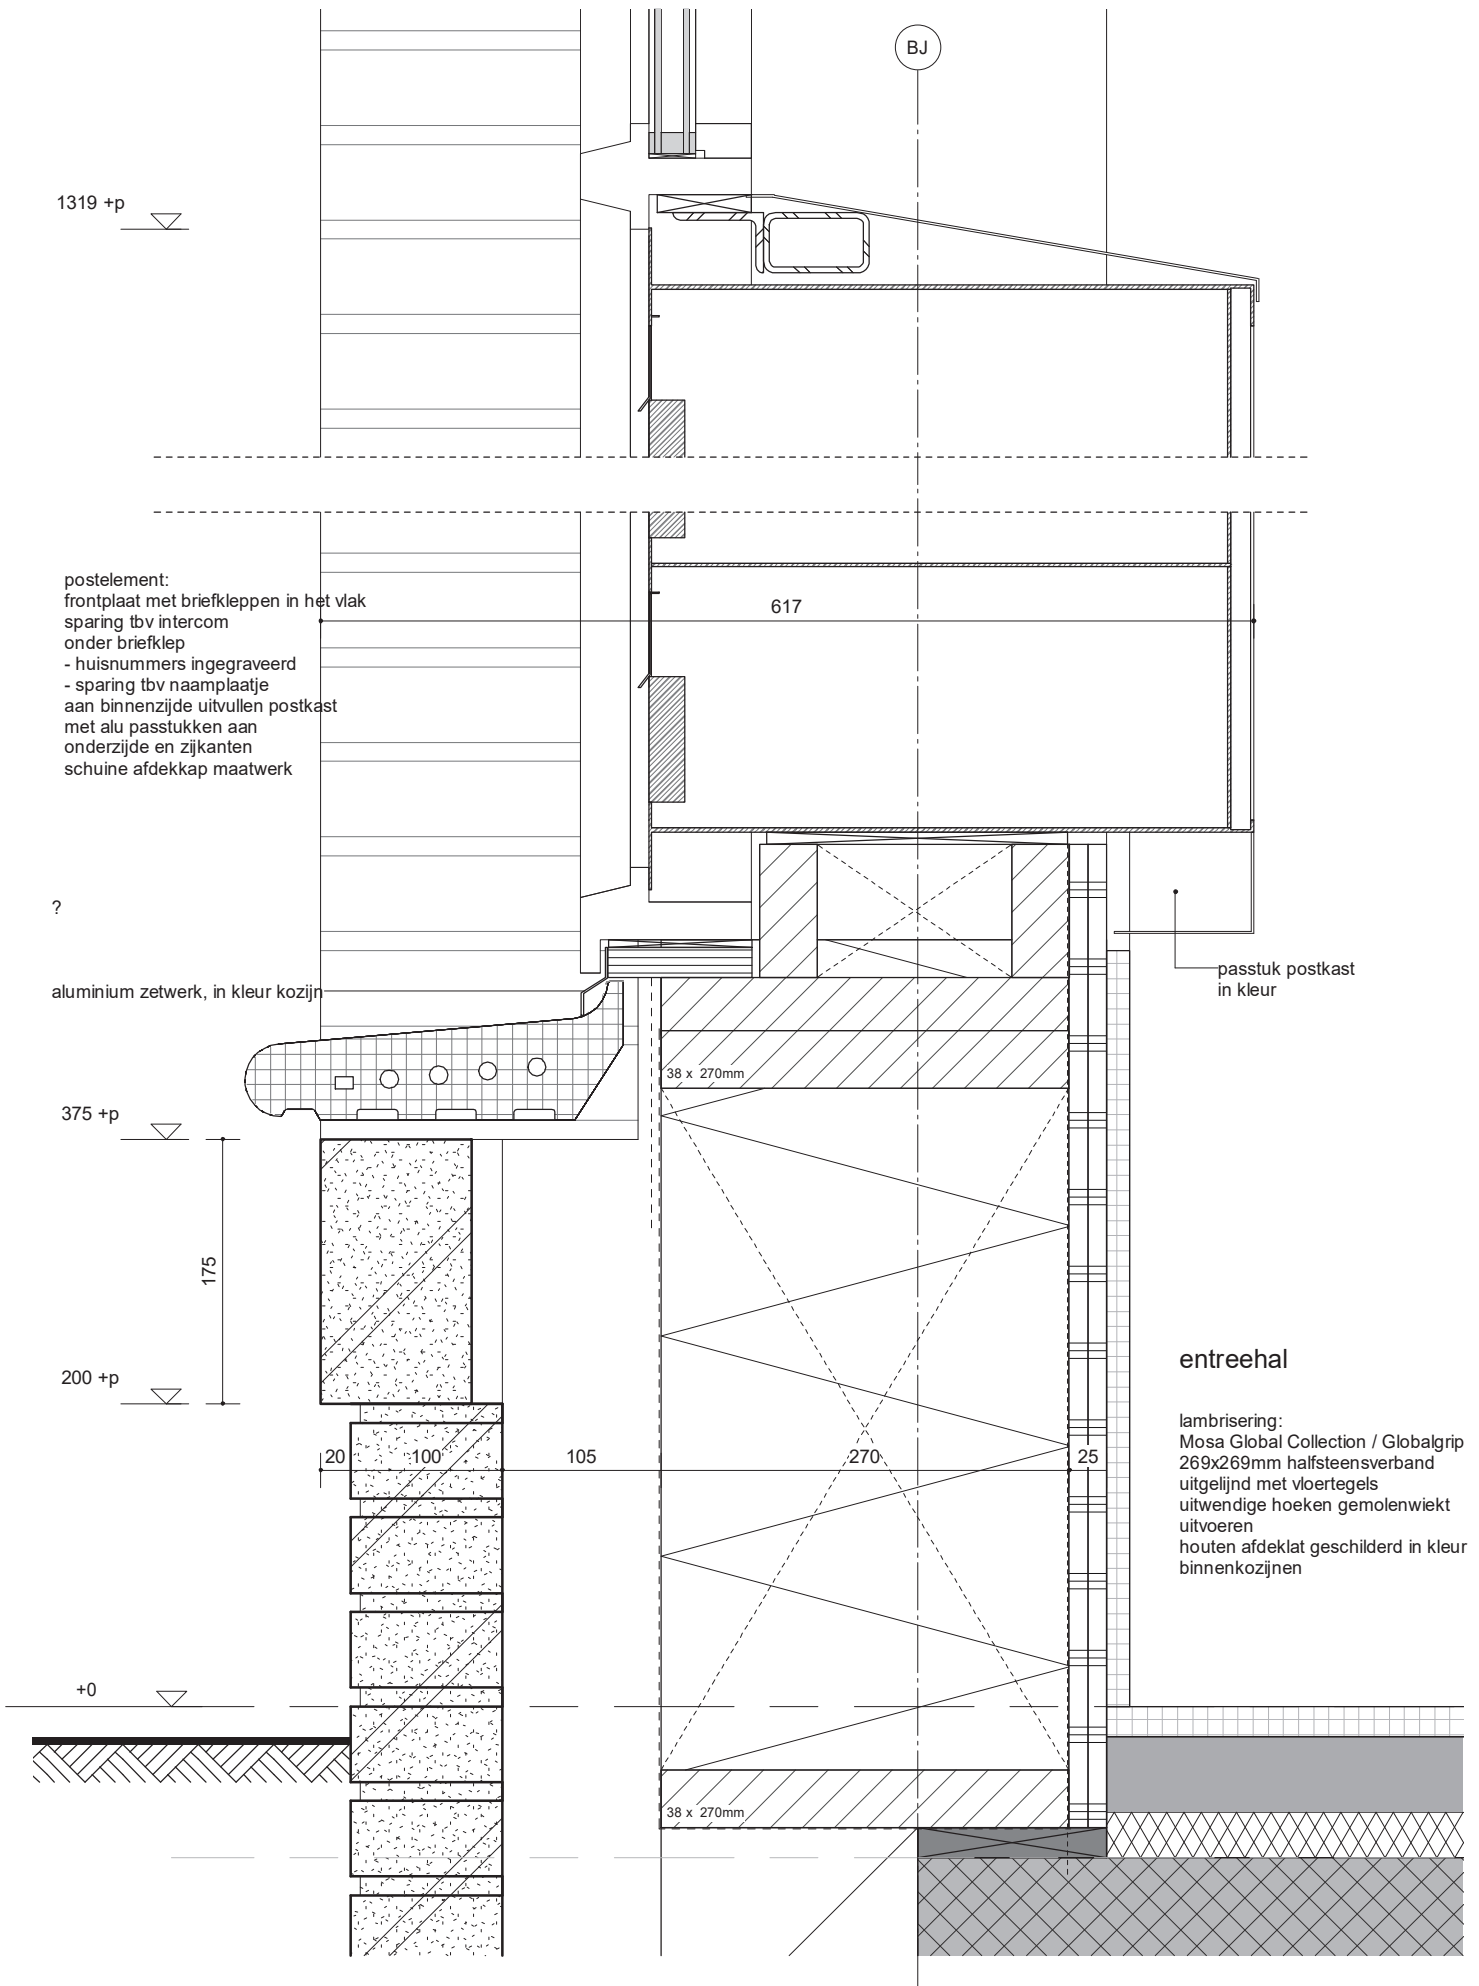 BJ
1319 +p
postelement:
frontplaat met briefkleppen in het vlak
sparing tbv intercom
onder briefklep
- huisnummers ingegraveerd
- sparing tbv naamplaatje
aan binnenzijde uitvullen postkast
met alu passtukken aan
onderzijde en zijkanten
schuine afdekkap maatwerk
617
?
passtuk postkast
in kleur
aluminium zetwerk, in kleur kozijn
38 x 270mm
375 +p
175
200 +p
entreehal
lambrisering:
Mosa Global Collection / Globalgrip
269x269mm halfsteensverband
uitgelijnd met vloertegels
uitwendige hoeken gemolenwiekt
uitvoeren
houten afdeklat geschilderd in kleur
binnenkozijnen
20 100 105 270 25
+0
38 x 270mm